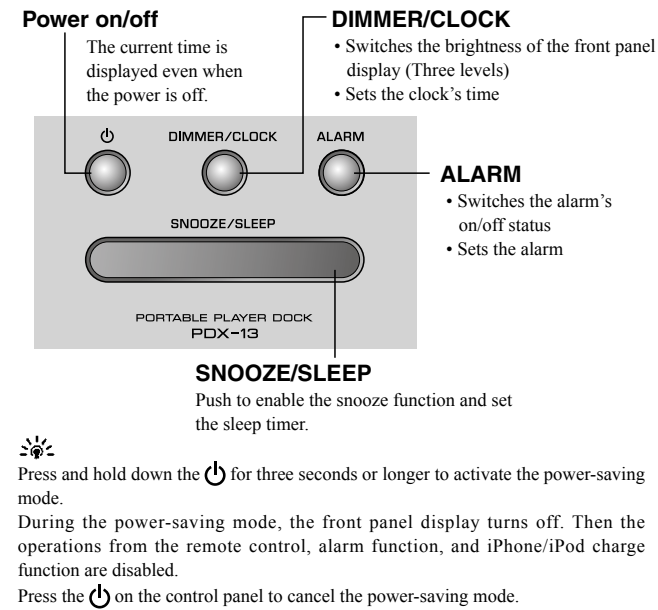 Power on/off
The current time is
displayed even when
the power is off.
DIMMER/CLOCK
• Switches the brightness of the front panel
display (Three levels)
• Sets the clock's time
DIMMER/CLOCK
ALARM
ALARM
• Switches the alarm's
on/off status
• Sets the alarm
SNOOZE/SLEEP
PORTABLE PLAYER DOCK
PDX-13
SNOOZE/SLEEP
Push to enable the snooze function and set
the sleep timer.
Press and hold down the ⏻ for three seconds or longer to activate the power-saving
mode.
During the power-saving mode, the front panel display turns off. Then the
operations from the remote control, alarm function, and iPhone/iPod charge
function are disabled.
Press the ⏻ on the control panel to cancel the power-saving mode.